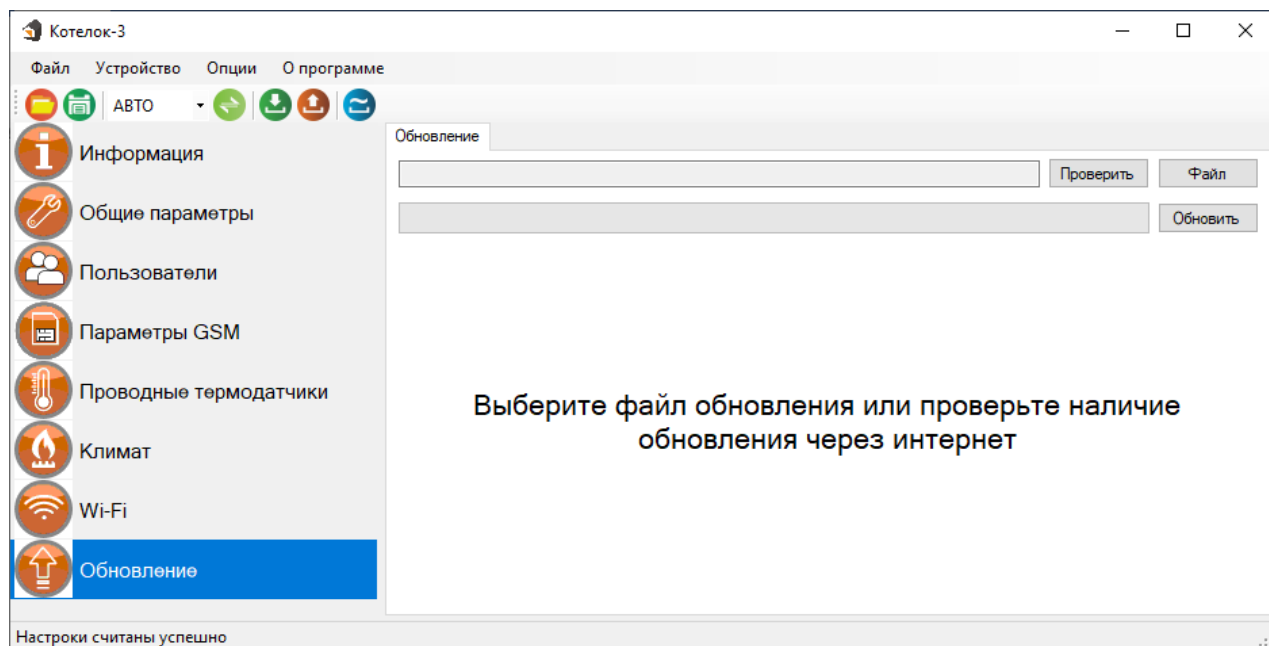 Котелок-3
Файл Устройство Опции О программе
АВТО
Информация
Общие параметры
Пользователи
Параметры GSM
Проводные термодатчики
Климат
Wi-Fi
Обновление
Обновление
Проверить Файл
Обновить
Выберите файл обновления или проверьте наличие
обновления через интернет
Настроки считаны успешно